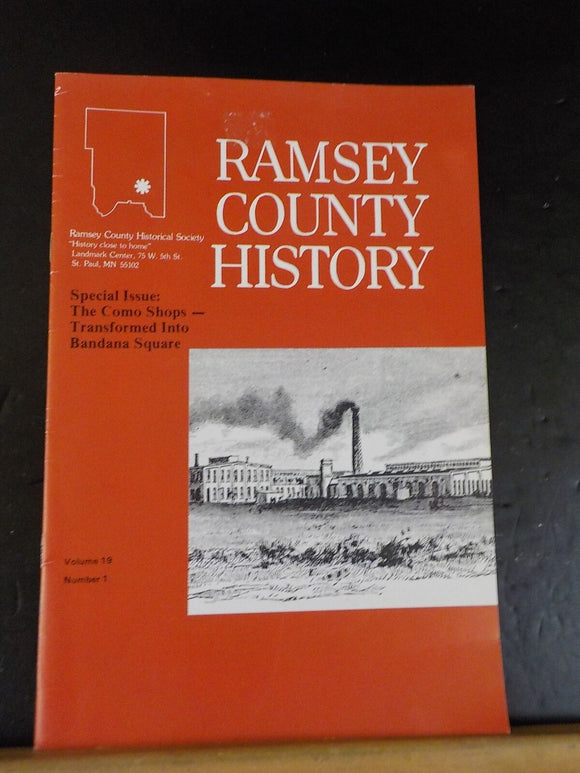 RAMSEY
COUNTY
HISTORY
Ramsey County Historical Society
"History close to home"
Landmark Center, 75 W. 5th St.
St. Paul, MN 55102
Special Issue:
The Como Shops —
Transformed Into
Bandana Square
Volume 19
Number 1